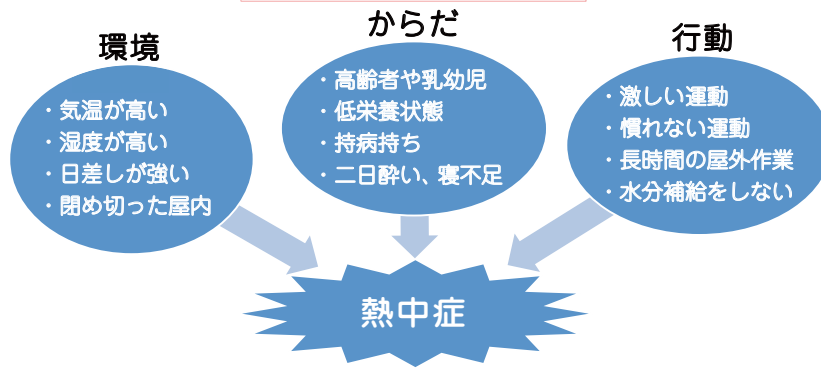 環境
・気温が高い
・湿度が高い
・日差しが強い
・閉め切った屋内
からだ
・高齢者や乳幼児
・低栄養状態
・持病持ち
・二日酔い、寝不足
行動
・激しい運動
・慣れない運動
・長時間の屋外作業
・水分補給をしない
熱中症